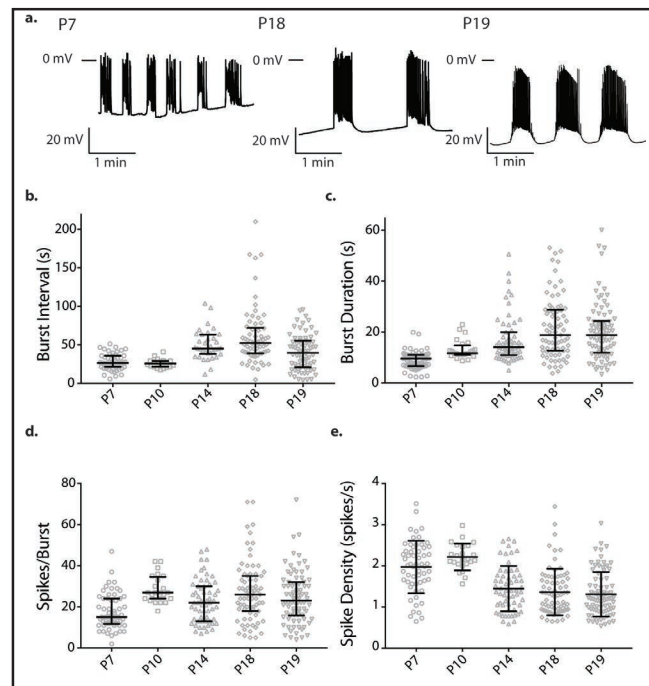 a.
P7 P18 P19
0 mV 0 mV 0 mV
20 mV 20 mV 20 mV
1 min 1 min 1 min
b.
Burst Interval (s)
200
150
100
50
0
P7 P10 P14 P18 P19
c.
Burst Duration (s)
60
40
20
0
P7 P10 P14 P18 P19
d.
Spikes/Burst
80
60
40
20
0
P7 P10 P14 P18 P19
e.
Spike Density (spikes/s)
4
3
2
1
0
P7 P10 P14 P18 P19